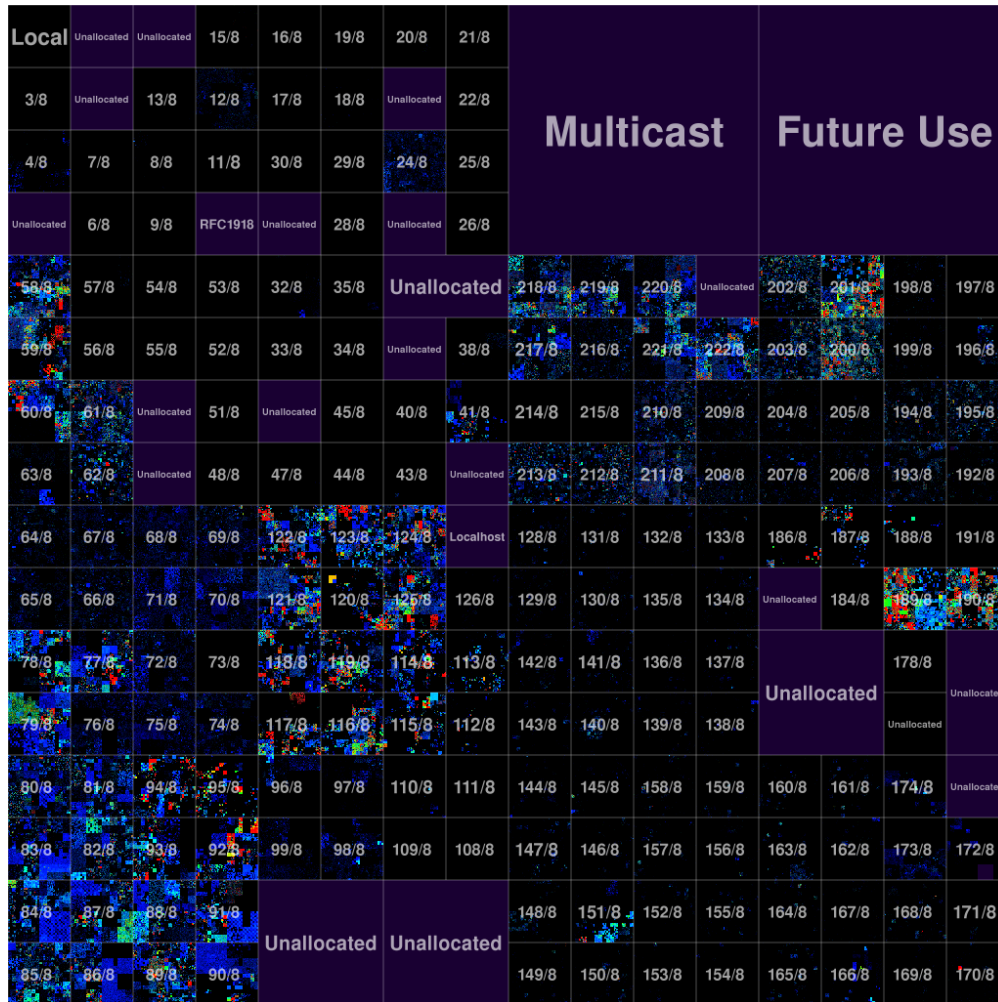 Local Unallocated Unallocated 15/8 16/8 19/8 20/8 21/8
3/8 Unallocated 13/8 12/8 17/8 18/8 Unallocated 22/8
Multicast Future Use
4/8 7/8 8/8 11/8 30/8 29/8 24/8 25/8
Unallocated 6/8 9/8 RFC1918 Unallocated 28/8 Unallocated 26/8
58/8 57/8 54/8 53/8 32/8 35/8 Unallocated 218/8 219/8 220/8 Unallocated 202/8 201/8 198/8 197/8
59/8 56/8 55/8 52/8 33/8 34/8 Unallocated 38/8 217/8 216/8 221/8 222/8 203/8 200/8 199/8 196/8
60/8 61/8 Unallocated 51/8 Unallocated 45/8 40/8 41/8 214/8 215/8 210/8 209/8 204/8 205/8 194/8 195/8
63/8 62/8 Unallocated 48/8 47/8 44/8 43/8 Unallocated 213/8 212/8 211/8 208/8 207/8 206/8 193/8 192/8
64/8 67/8 68/8 69/8 122/8 123/8 124/8 Localhost 128/8 131/8 132/8 133/8 186/8 187/8 188/8 191/8
65/8 66/8 71/8 70/8 121/8 120/8 125/8 126/8 129/8 130/8 135/8 134/8 Unallocated 184/8 189/8 190/8
78/8 77/8 72/8 73/8 118/8 119/8 114/8 113/8 142/8 141/8 136/8 137/8 178/8
Unallocated Unallocate
79/8 76/8 75/8 74/8 117/8 116/8 115/8 112/8 143/8 140/8 139/8 138/8 Unallocated
80/8 81/8 94/8 95/8 96/8 97/8 110/8 111/8 144/8 145/8 158/8 159/8 160/8 161/8 174/8 Unallocate
83/8 82/8 93/8 92/8 99/8 98/8 109/8 108/8 147/8 146/8 157/8 156/8 163/8 162/8 173/8 172/8
84/8 87/8 88/8 91/8 148/8 151/8 152/8 155/8 164/8 167/8 168/8 171/8
Unallocated Unallocated
85/8 86/8 89/8 90/8 149/8 150/8 153/8 154/8 165/8 166/8 169/8 170/8